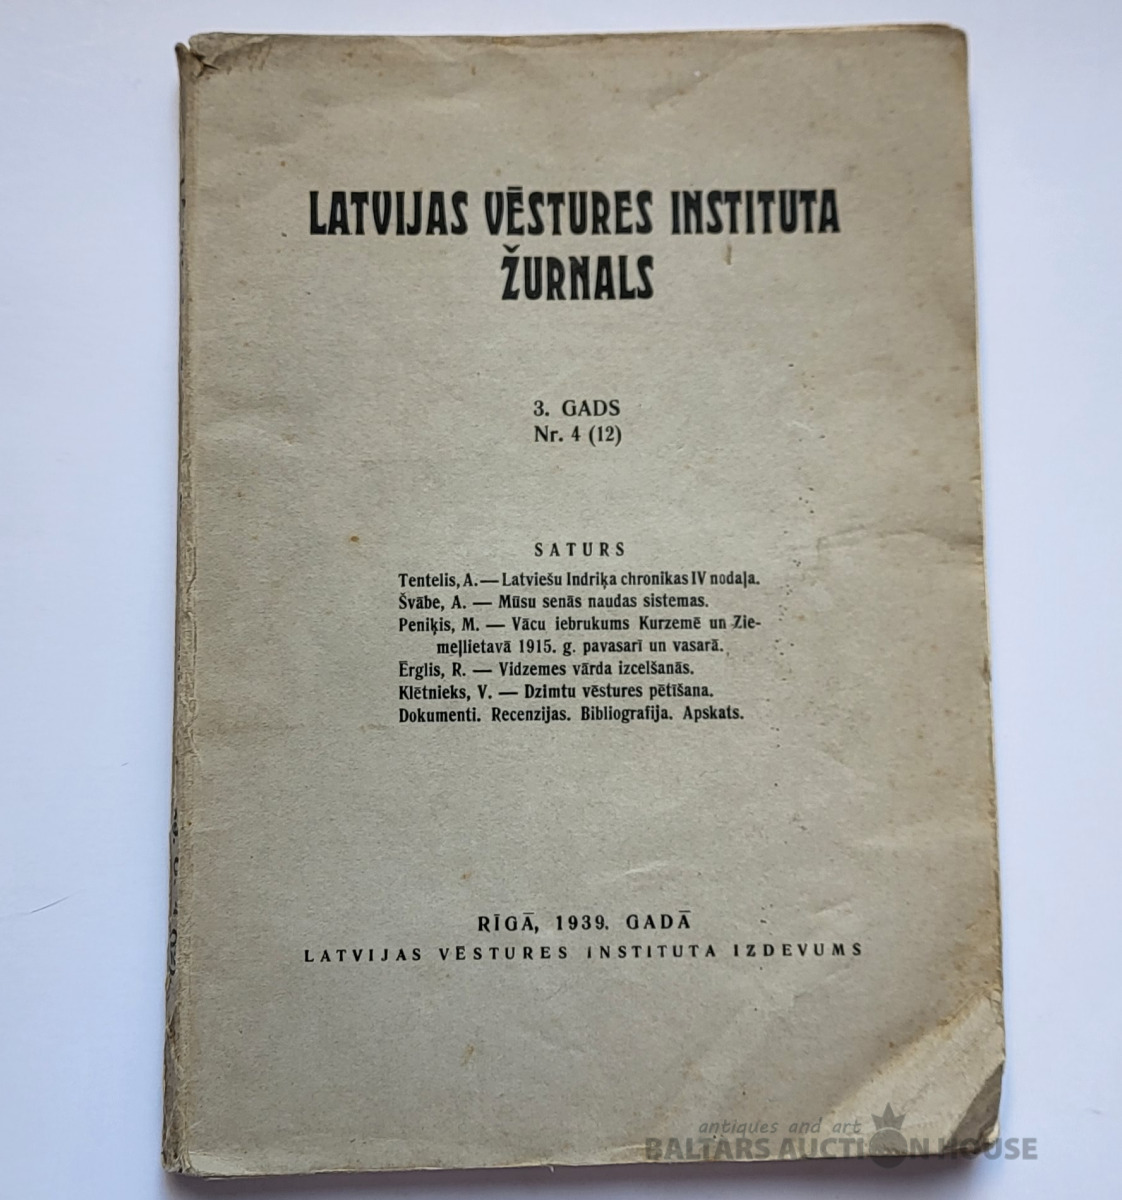 LATVIJAS VĒSTURES INSTITUTA
ŽURNALS
3. GADS
Nr. 4 (12)
SATURS
Tentelis, A. — Latviešu Indriķa chronikas IV nodaļa.
Švābe, A. — Mūsu senās naudas sistemas.
Peniķis, M. — Vācu iebrukums Kurzemē un Zie-
meļlietavā 1915. g. pavasarī un vasarā.
Ērglis, R. — Vidzemes vārda izcelšanās.
Klētnieks, V. — Dzimtu vēstures pētīšana.
Dokumenti. Recenzijas. Bibliografija. Apskats.
RĪGĀ, 1939. GADĀ
LATVIJAS VĒSTURES INSTITUTA IZDEVUMS
antiques and art
BALTARS AUCTION HOUSE